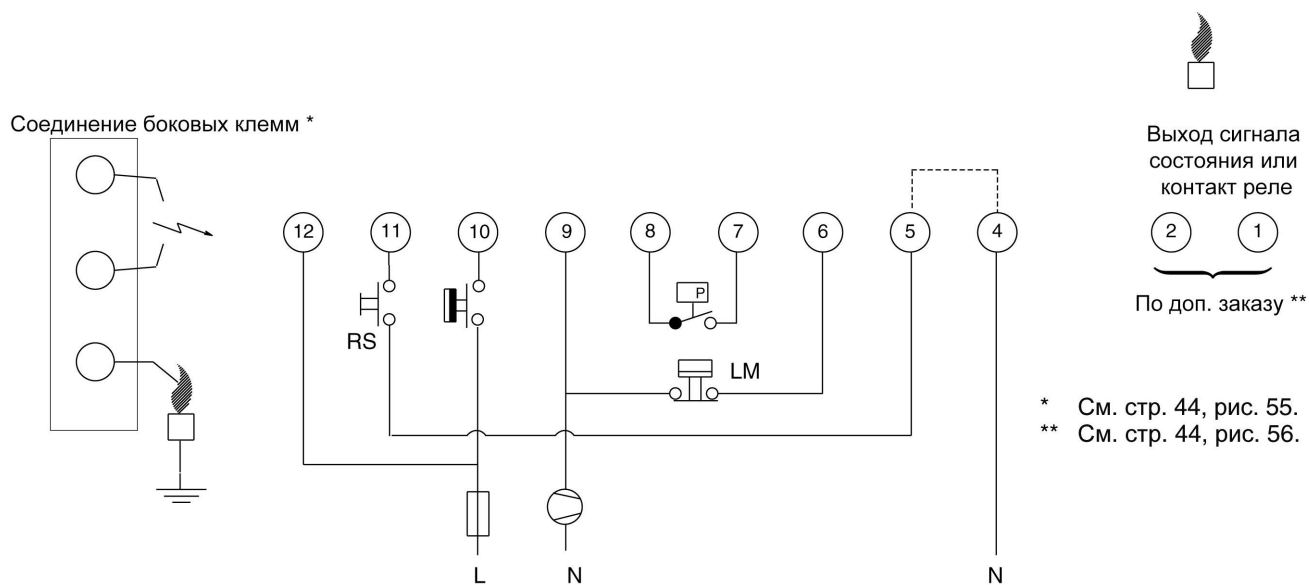 Соединение боковых клемм *
Выход сигнала
состояния или
контакт реле
12
11
10
9
8
7
6
5
4
2
1
P
По доп. заказу **
RS
LM
* См. стр. 44, рис. 55.
** См. стр. 44, рис. 56.
L
N
N